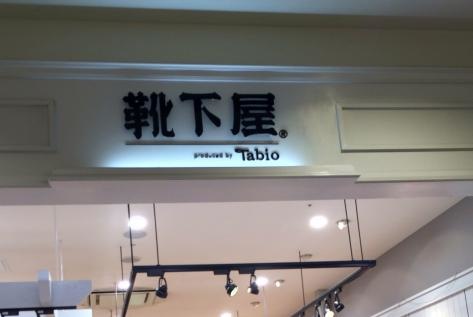 靴下屋®
produced by Tabio